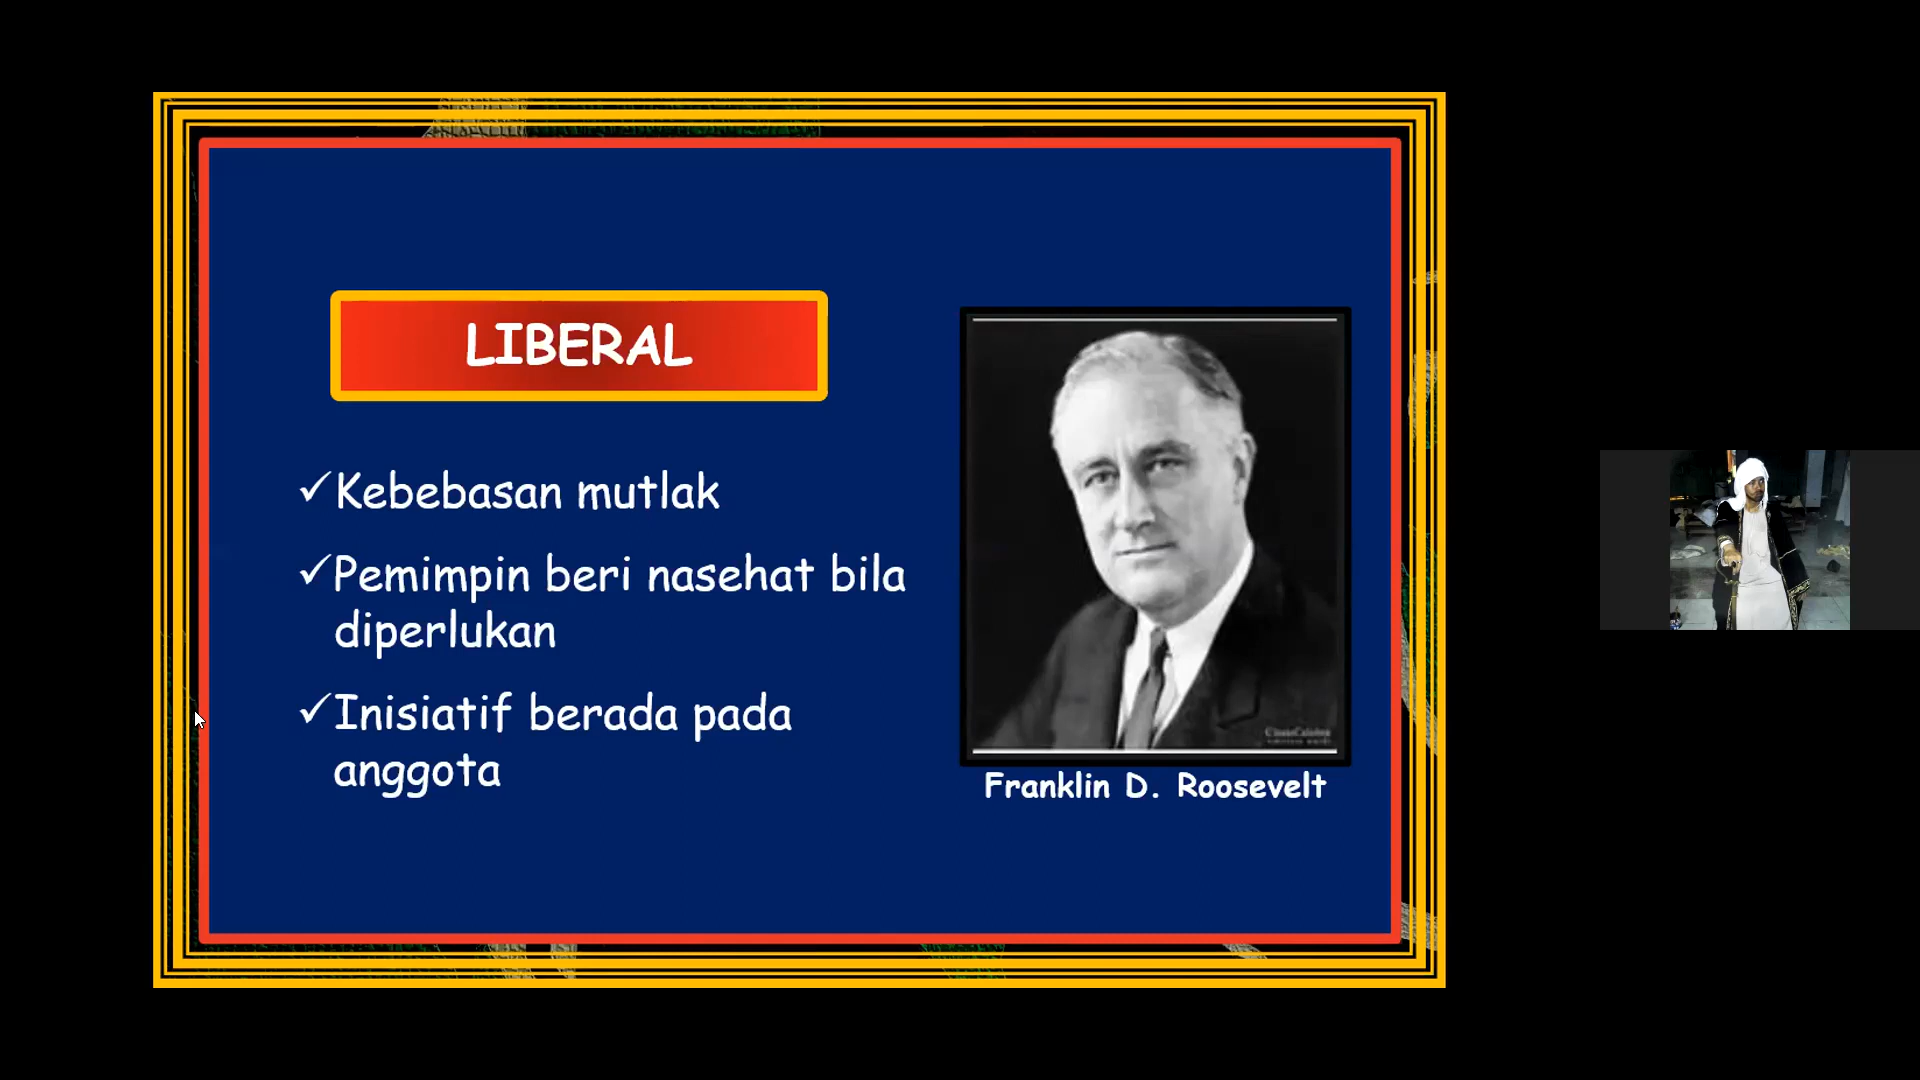 LIBERAL
✓Kebebasan mutlak
✓Pemimpin beri nasehat bila
diperlukan
✓Inisiatif berada pada
anggota
Franklin D. Roosevelt